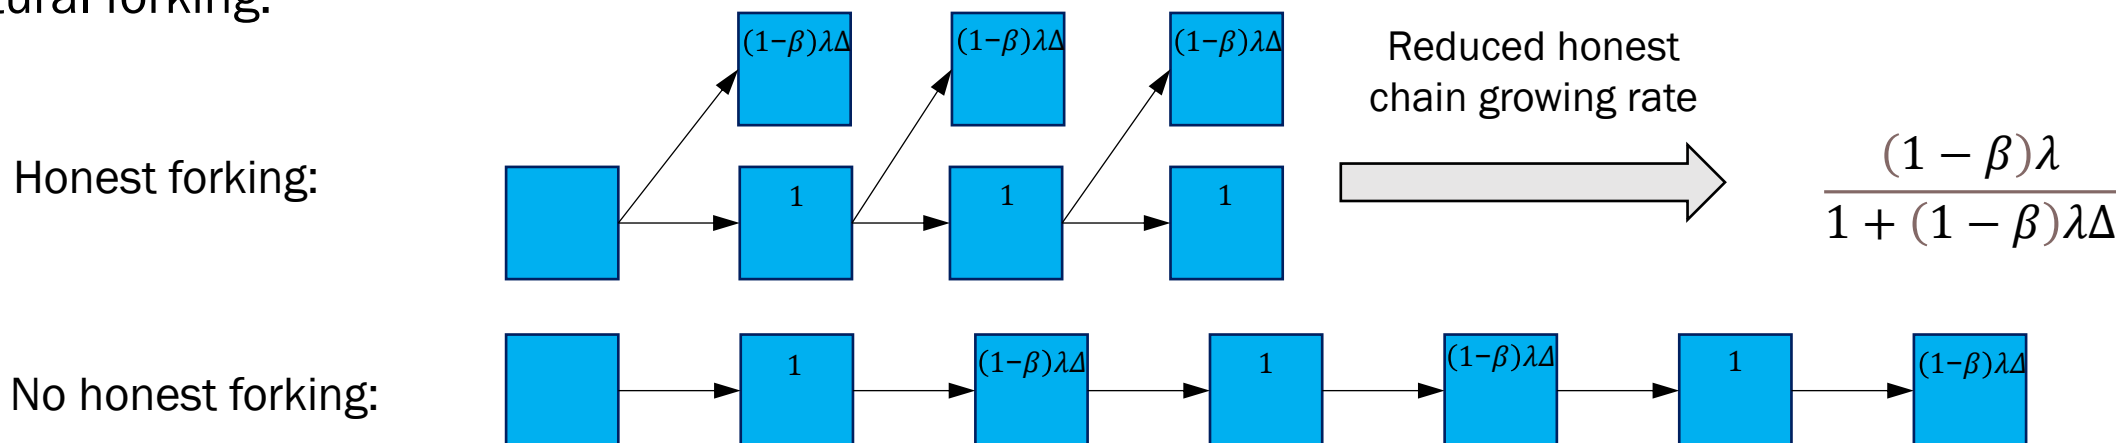 forking:
(1−β)λΔ (1−β)λΔ (1−β)λΔ
Reduced honest
chain growing rate
Honest forking:
1 1 1
(1 − β)λ
1 + (1 − β)λΔ
No honest forking:
1 (1−β)λΔ 1 (1−β)λΔ 1 (1−β)λΔ